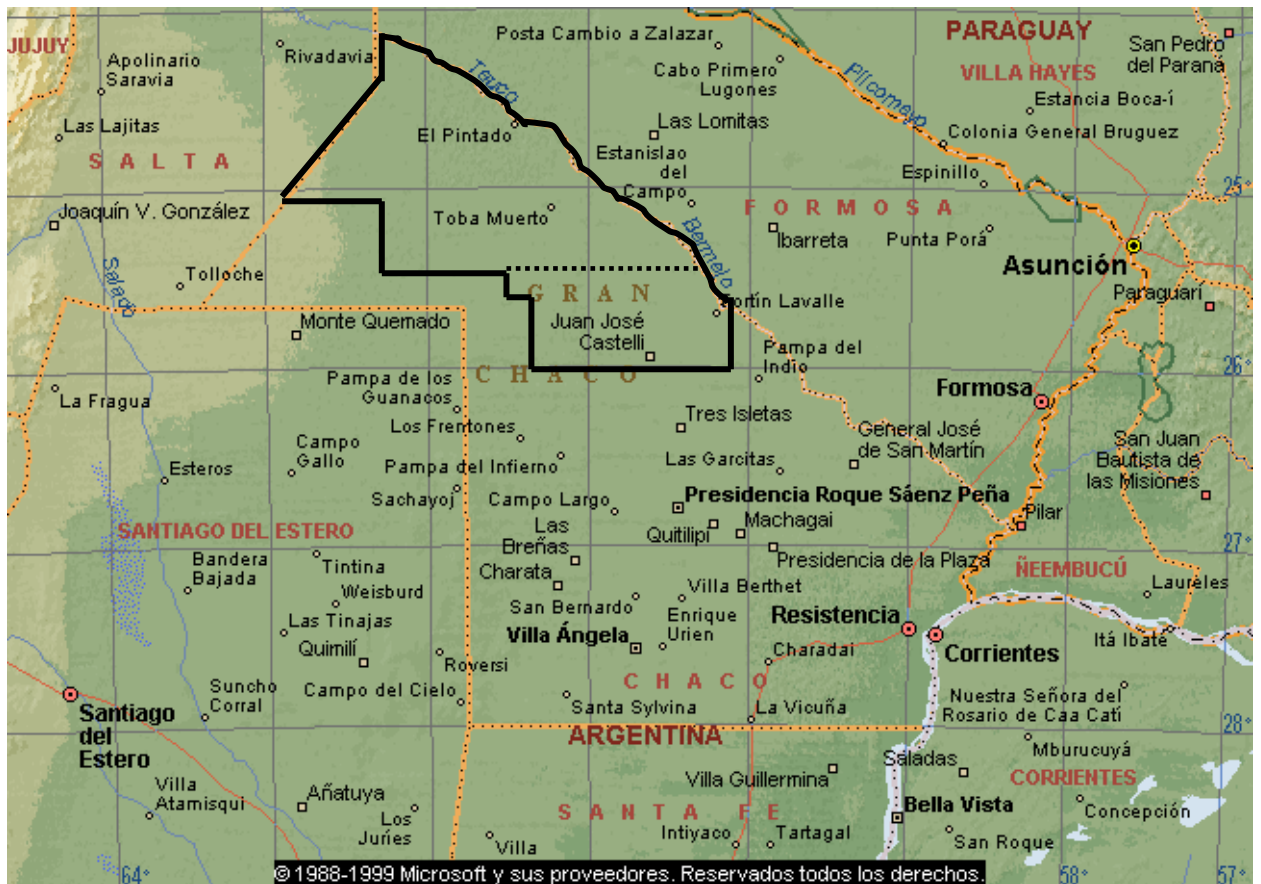 PARAGUAY
Posta Cambio a Zalazar
JUJUY
Rivadavia
San Pedro
del Parana
Apolinario
Saravia
Teuco
Cabo Primero
Lugones
Pilcomayo
VILLA HAYES
Estancia Boca-í
Las Lajitas
El Pintado
Las Lomitas
Colonia General Bruguez
SALTA
Estanislao
del
Campo
Espinillo
25°
Joaquín V. González
Toba Muerto
FORMOSA
Ibarreta
Punta Porá
Bermejo
Asunción
Salado
Tolloche
GRAN
Fortín Lavalle
Paraguarí
Monte Quemado
Juan José
Castelli
Pampa del
Indio
CHACO
26°
Pampa de los
Guanacos
Formosa
La Fragua
Tres Isletas
Los Frentones
General José
de San Martín
San Juan
Bautista de
las Misiones
Campo
Gallo
Esteros
Pampa del Infierno
Las Garcitas
Sachayoj
Campo Largo
Presidencia Roque Sáenz Peña
Pilar
SANTIAGO DEL ESTERO
Las
Breñas
Quitilipi
Machagai
27°
Bandera
Bajada
Tintina
Charata
Presidencia de la Plaza
ÑEEMBUCÚ
Laureles
Weisburd
San Bernardo
Villa Berthet
Las Tinajas
Enrique
Urien
Resistencia
Villa Ángela
Itá Ibaté
Quimilí
Roversi
Charadai
Corrientes
CHACO
Suncho
Corral
Campo del Cielo
Santa Sylvina
La Vicuña
Nuestra Señora del
Rosario de Caa Catí
Santiago
del
Estero
ARGENTINA
28°
Mburucuyá
Saladas
Villa
Atamisqui
Añatuya
Villa Guillermina
CORRIENTES
Los
Juríes
SANTA FE
Bella Vista
Concepción
Villa
Intiyaco
Tartagal
San Roque
64°
© 1988-1999 Microsoft y sus proveedores. Reservados todos los derechos.
58°
57°